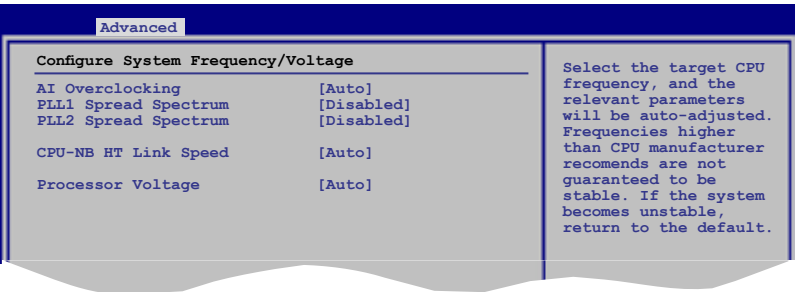 Advanced
Configure System Frequency/Voltage
AI Overclocking [Auto]
PLL1 Spread Spectrum [Disabled]
PLL2 Spread Spectrum [Disabled]
CPU-NB HT Link Speed [Auto]
Processor Voltage [Auto]
Select the target CPU
frequency, and the
relevant parameters
will be auto-adjusted.
Frequencies higher
than CPU manufacturer
recomends are not
guaranteed to be
stable. If the system
becomes unstable,
return to the default.